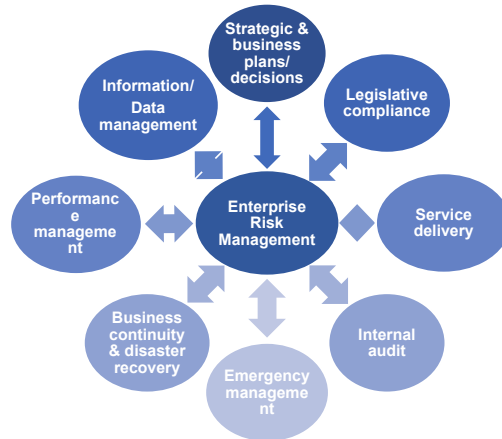 Strategic &
business
plans/
decisions
Legislative
compliance
Service
delivery
Internal
audit
Emergency
manageme
nt
Business
continuity
& disaster
recovery
Performanc
e
manageme
nt
Information/
Data
management
Enterprise
Risk
Management